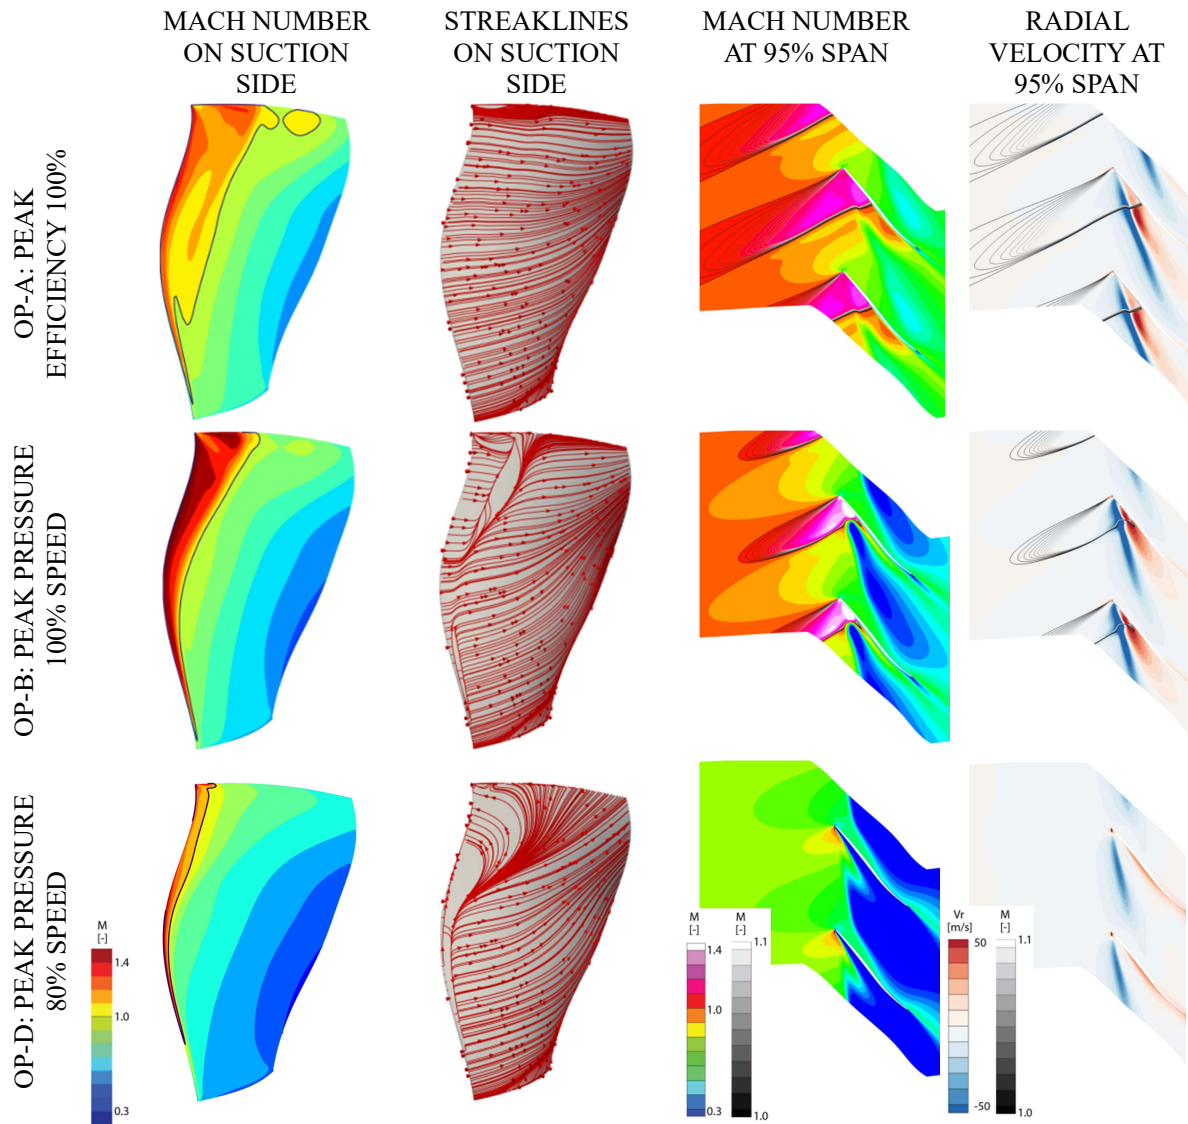 MACH NUMBER
ON SUCTION
SIDE
STREAKLINES
ON SUCTION
SIDE
MACH NUMBER
AT 95% SPAN
RADIAL
VELOCITY AT
95% SPAN
OP-A: PEAK
EFFICIENCY 100%
OP-B: PEAK PRESSURE
100% SPEED
OP-D: PEAK PRESSURE
80% SPEED
M
[-]
1.4
1.0
0.3
M
[-]
1.4
1.0
0.3
M
[-]
1.1
1.0
Vr
[m/s]
50
-50
M
[-]
1.1
1.0